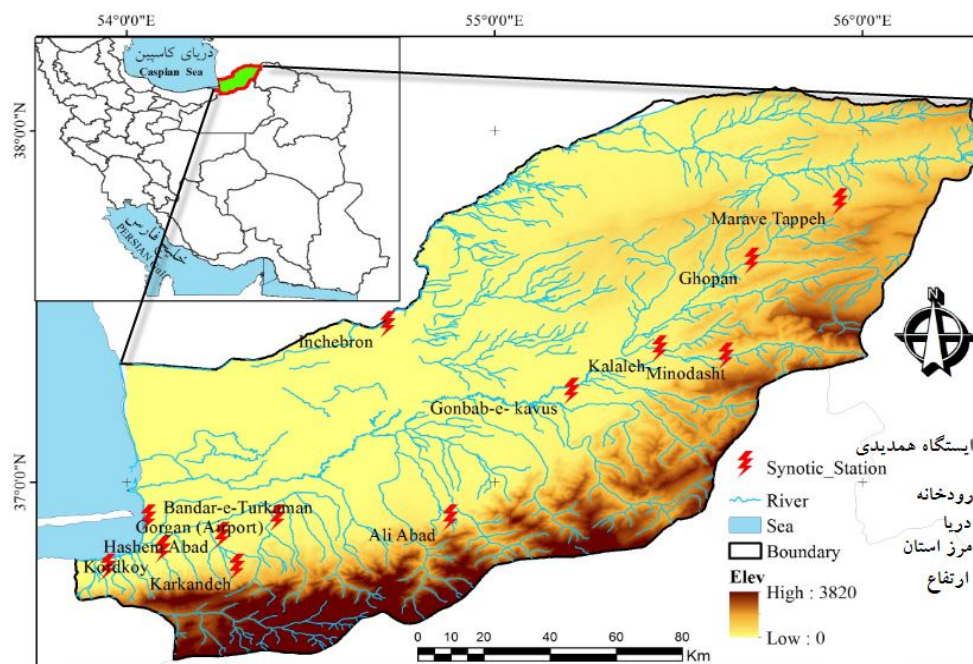 54°0'0"E
55°0'0"E
56°0'0"E
دریای کاسپین
Caspian Sea
38°0'0"N
خلیج فارس
PERSIAN Gulf
Marave Tappeh
Ghopan
Inchebron
N
Kalaleh
Minodasht
Gonbab-e- kavus
37°0'0"N
Bandar-e-Turkaman
Gorgan (Airport)
Hashem Abad
Ali Abad
Kordkoy
Karkandeh
ایستگاه همدیدی
Synotic_Station
رودخانه
River
دریا
Sea
مرز استان
Boundary
ارتفاع
Elev
High : 3820
Low : 0
0 5 10 20 40 60 80
Km